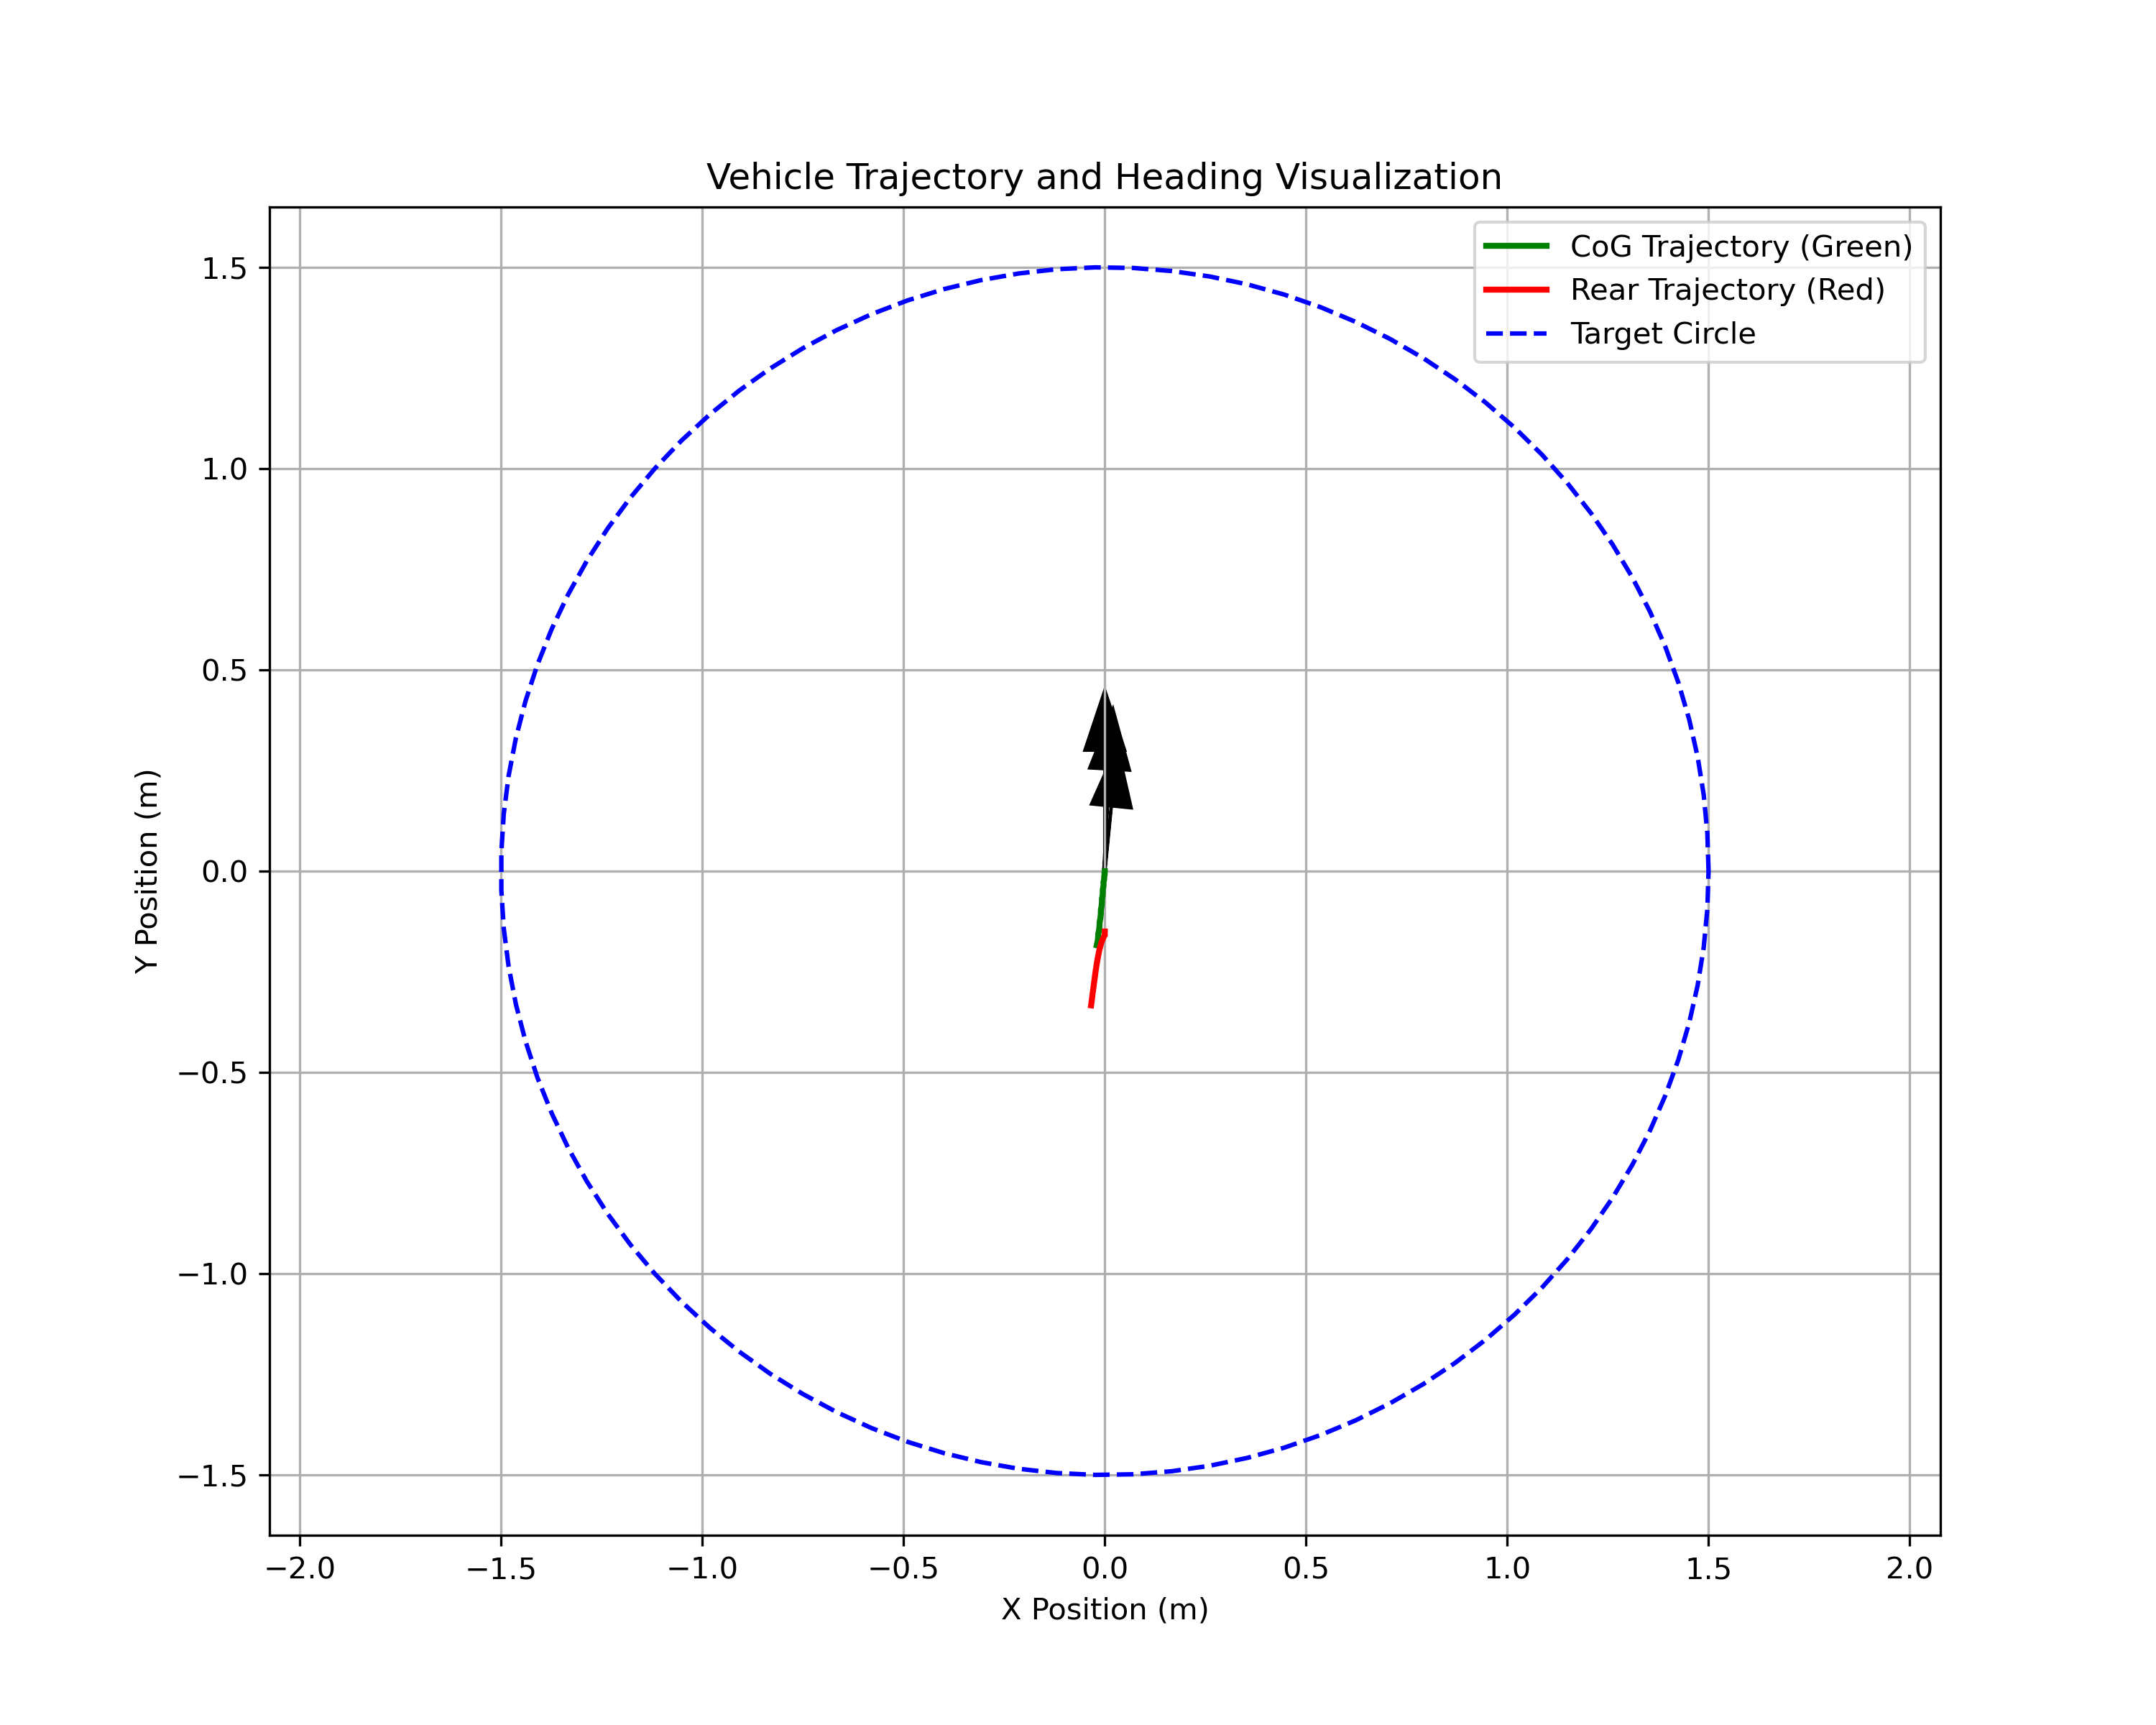 Vehicle Trajectory and Heading Visualization
CoG Trajectory (Green)
Rear Trajectory (Red)
Target Circle
Y Position (m)
1.5
1.0
0.5
0.0
−0.5
−1.0
−1.5
−2.0 −1.5 −1.0 −0.5 0.0 0.5 1.0 1.5 2.0
X Position (m)